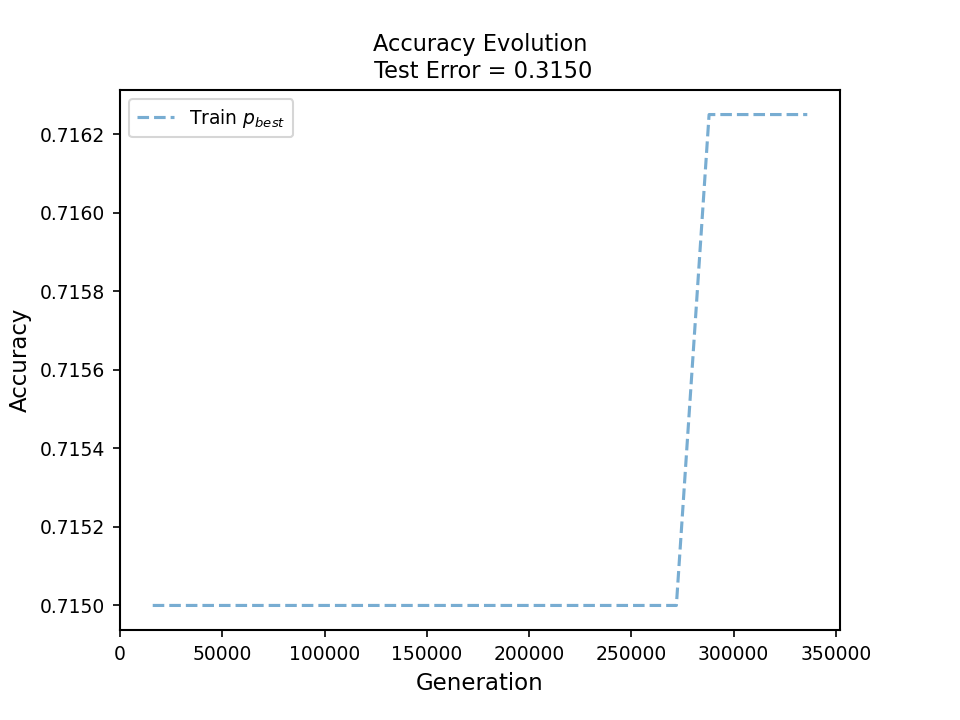 Accuracy Evolution
Test Error = 0.3150
Train p_best
0.7162
0.7160
0.7158
0.7156
0.7154
0.7152
0.7150
Accuracy
0 50000 100000 150000 200000 250000 300000 350000
Generation